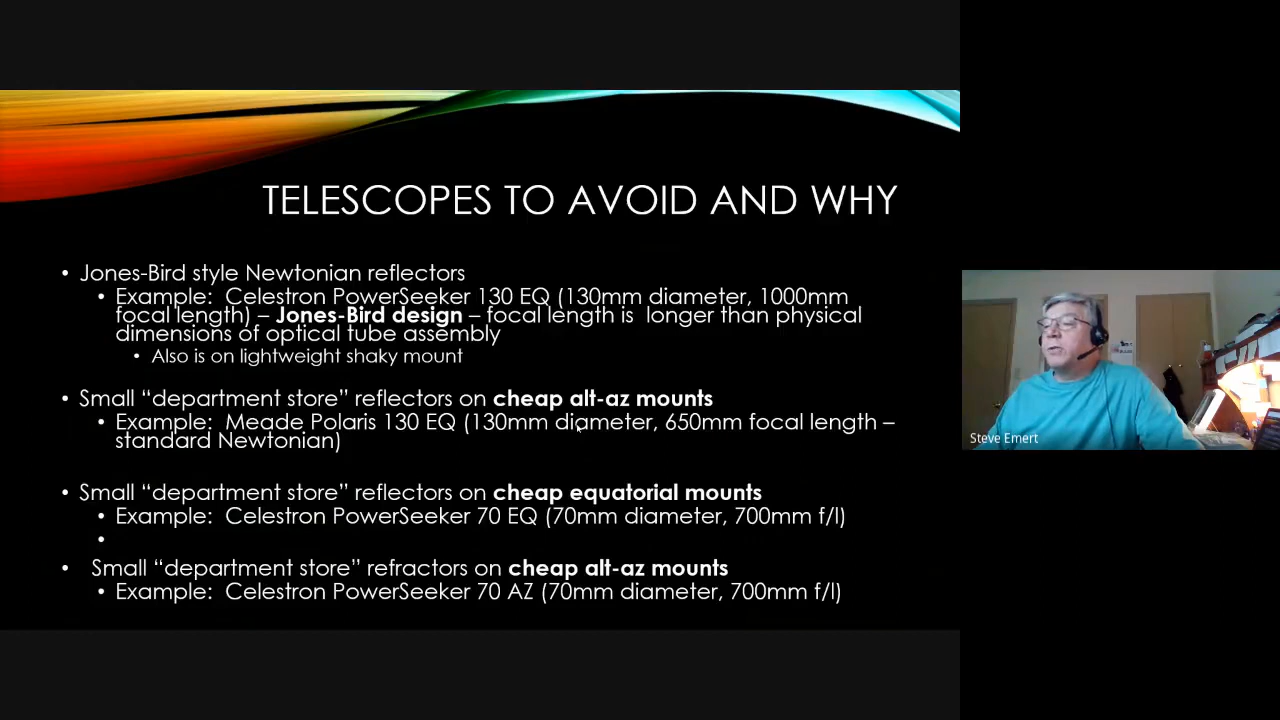 TELESCOPES TO AVOID AND WHY
• Jones-Bird style Newtonian reflectors
• Example: Celestron PowerSeeker 130 EQ (130mm diameter, 1000mm
focal length) – Jones-Bird design – focal length is longer than physical
dimensions of optical tube assembly
• Also is on lightweight shaky mount
• Small “department store” reflectors on cheap alt-az mounts
• Example: Meade Polaris 130 EQ (130mm diameter, 650mm focal length –
standard Newtonian)
• Small “department store” reflectors on cheap equatorial mounts
• Example: Celestron PowerSeeker 70 EQ (70mm diameter, 700mm f/l)
•
• Small “department store” refractors on cheap alt-az mounts
• Example: Celestron PowerSeeker 70 AZ (70mm diameter, 700mm f/l)
Steve Emert